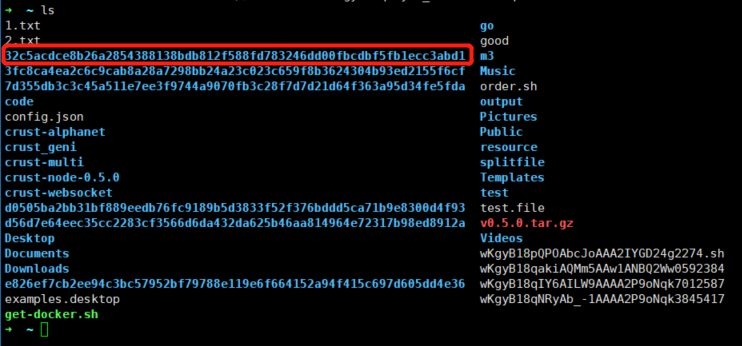 ➜ ~ ls
1.txt go
2.txt good
32c5acdce8b26a2854388138bdb812f588fd783246dd00fbcdbf5fb1ecc3abd1 m3
3fc8ca4ea2c6c9cab8a28a7298bb24a23c023c659f8b3624304b93ed2155f6cf Music
7d355db3c3c45a511e7ee3f9744a9070fb3c28f7d7d21d64f363a95d34fe5fda order.sh
code output
config.json Pictures
crust-alphanet Public
crust_geni resource
crust-multi splitfile
crust-node-0.5.0 Templates
crust-websocket test
d0505ba2bb31bf889eedb76fc9189b5d3833f52f376bddd5ca71b9e8300d4f93 test.file
d56d7e64eec35cc2283cf3566d6da432da625b46aa814964e72317b98ed8912a v0.5.0.tar.gz
Desktop Videos
Documents wKgyB18pQPOAbcJoAAA2IYGD24g2274.sh
Downloads wKgyB18qakiAQMm5AAw1ANBQ2Ww0592384
e826ef7cb2ee94c3bc57952bf79788e119e6f664152a94f415c697d605dd4e36 wKgyB18qIY6AILW9AAAA2P9oNqk7012587
examples.desktop wKgyB18qNRyAb_-1AAAA2P9oNqk3845417
get-docker.sh
➜ ~